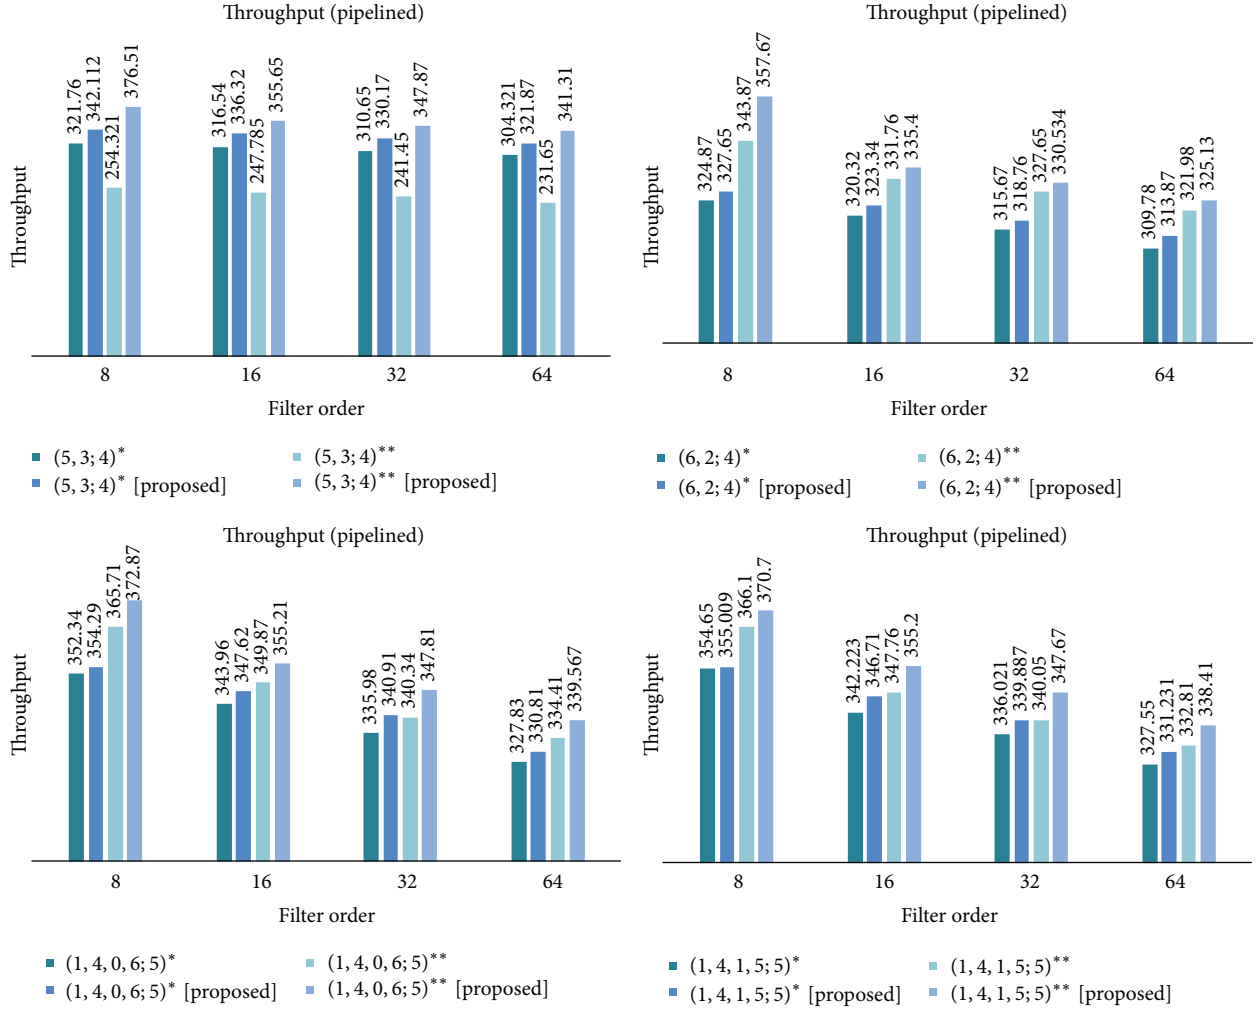 Throughput (pipelined)
321.76
342.112
254.321
376.51
316.54
336.32
247.785
355.65
310.65
330.17
241.45
347.87
304.321
321.87
231.65
341.31
Throughput
8 16 32 64
Filter order
(5, 3; 4)* (5, 3; 4)**
(5, 3; 4)* [proposed] (5, 3; 4)** [proposed]
Throughput (pipelined)
324.87
327.65
343.87
357.67
320.32
323.34
331.76
335.4
315.67
318.76
327.65
330.534
309.78
313.87
321.98
325.13
Throughput
8 16 32 64
Filter order
(6, 2; 4)* (6, 2; 4)**
(6, 2; 4)* [proposed] (6, 2; 4)** [proposed]
Throughput (pipelined)
352.34
354.29
365.71
372.87
343.96
347.62
349.87
355.21
335.98
340.91
340.34
347.81
327.83
330.81
334.41
339.567
Throughput
8 16 32 64
Filter order
(1, 4, 0, 6; 5)* (1, 4, 0, 6; 5)**
(1, 4, 0, 6; 5)* [proposed] (1, 4, 0, 6; 5)** [proposed]
Throughput (pipelined)
354.65
355.009
366.1
370.7
342.223
346.71
347.76
355.2
336.021
339.887
340.05
347.67
327.55
331.231
332.81
338.41
Throughput
8 16 32 64
Filter order
(1, 4, 1, 5; 5)* (1, 4, 1, 5; 5)**
(1, 4, 1, 5; 5)* [proposed] (1, 4, 1, 5; 5)** [proposed]